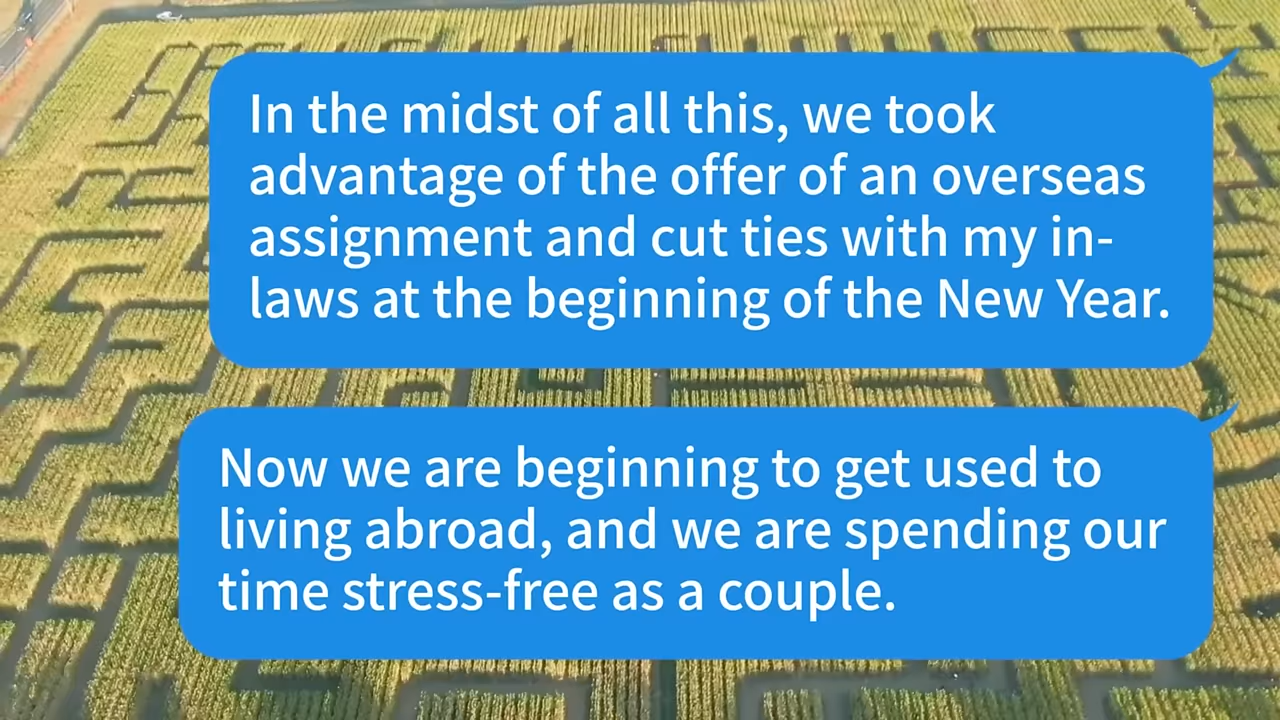 In the midst of all this, we took
advantage of the offer of an overseas
assignment and cut ties with my in-
laws at the beginning of the New Year.
Now we are beginning to get used to
living abroad, and we are spending our
time stress-free as a couple.